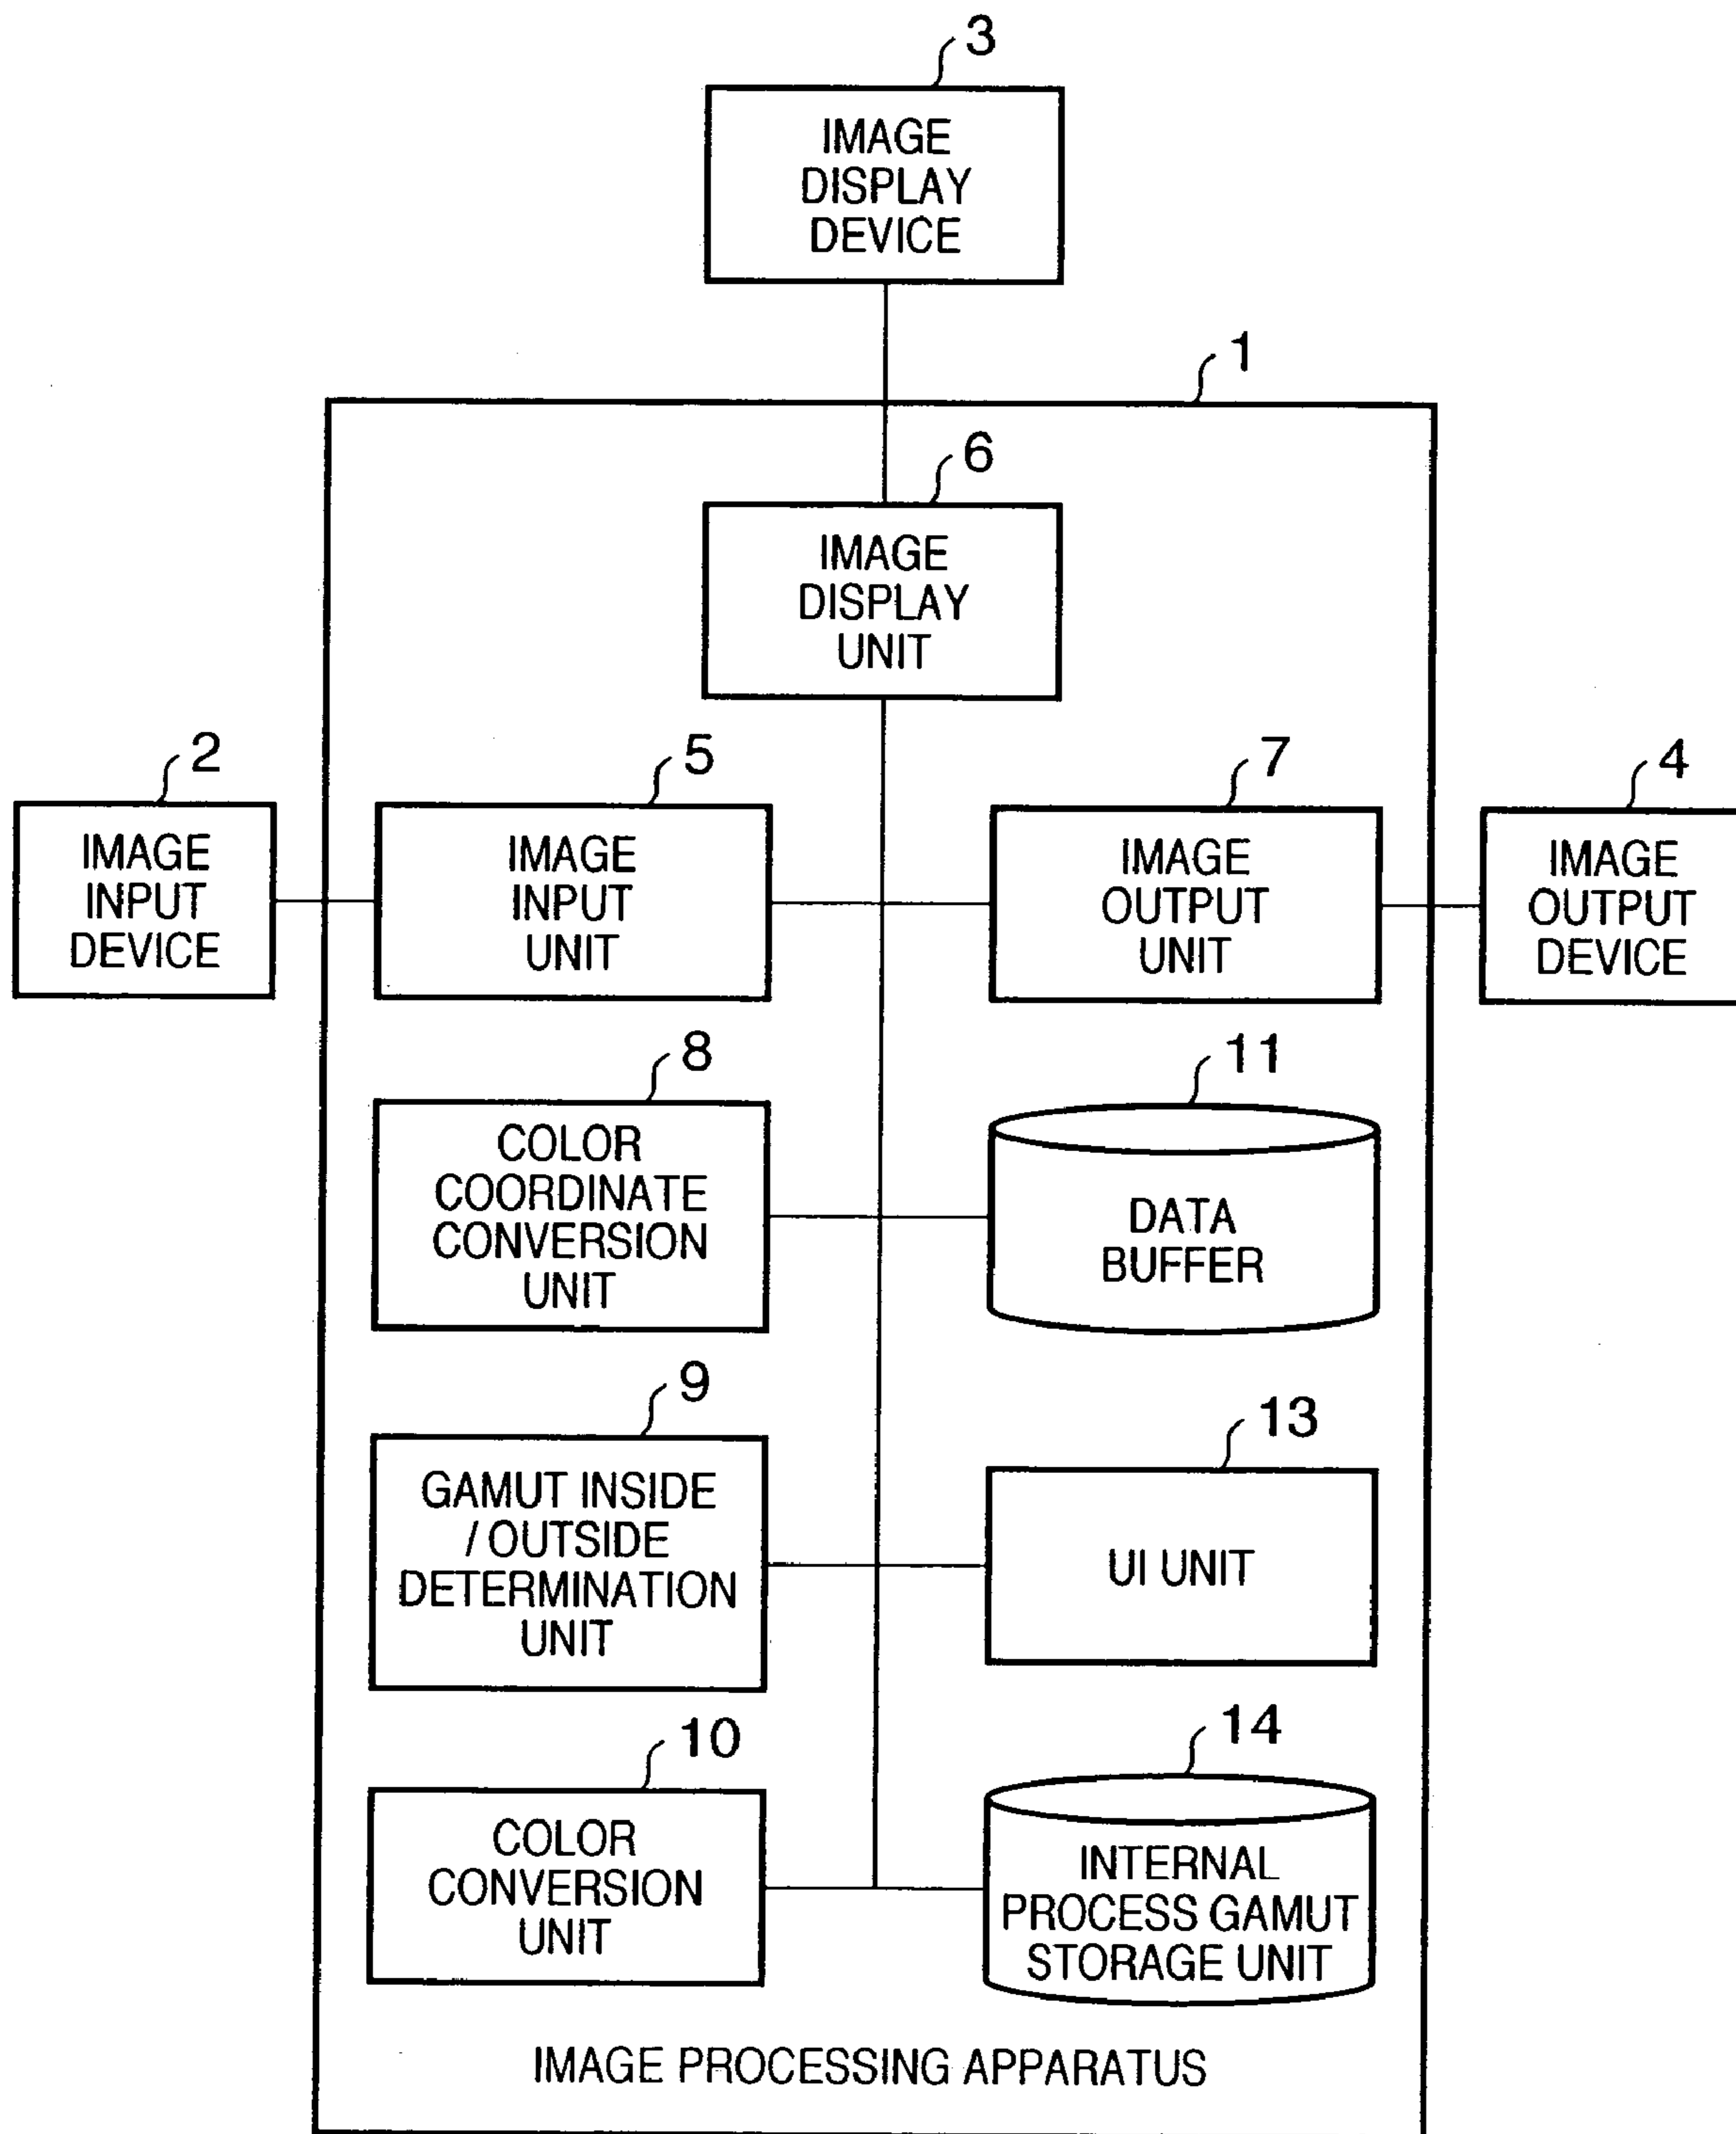 3
IMAGE
DISPLAY
DEVICE
1
6
IMAGE
DISPLAY
UNIT
2
IMAGE
INPUT
DEVICE
5
IMAGE
INPUT
UNIT
7
IMAGE
OUTPUT
UNIT
4
IMAGE
OUTPUT
DEVICE
8
COLOR
COORDINATE
CONVERSION
UNIT
11
DATA
BUFFER
9
GAMUT INSIDE
/ OUTSIDE
DETERMINATION
UNIT
13
UI UNIT
10
COLOR
CONVERSION
UNIT
14
INTERNAL
PROCESS GAMUT
STORAGE UNIT
IMAGE PROCESSING APPARATUS